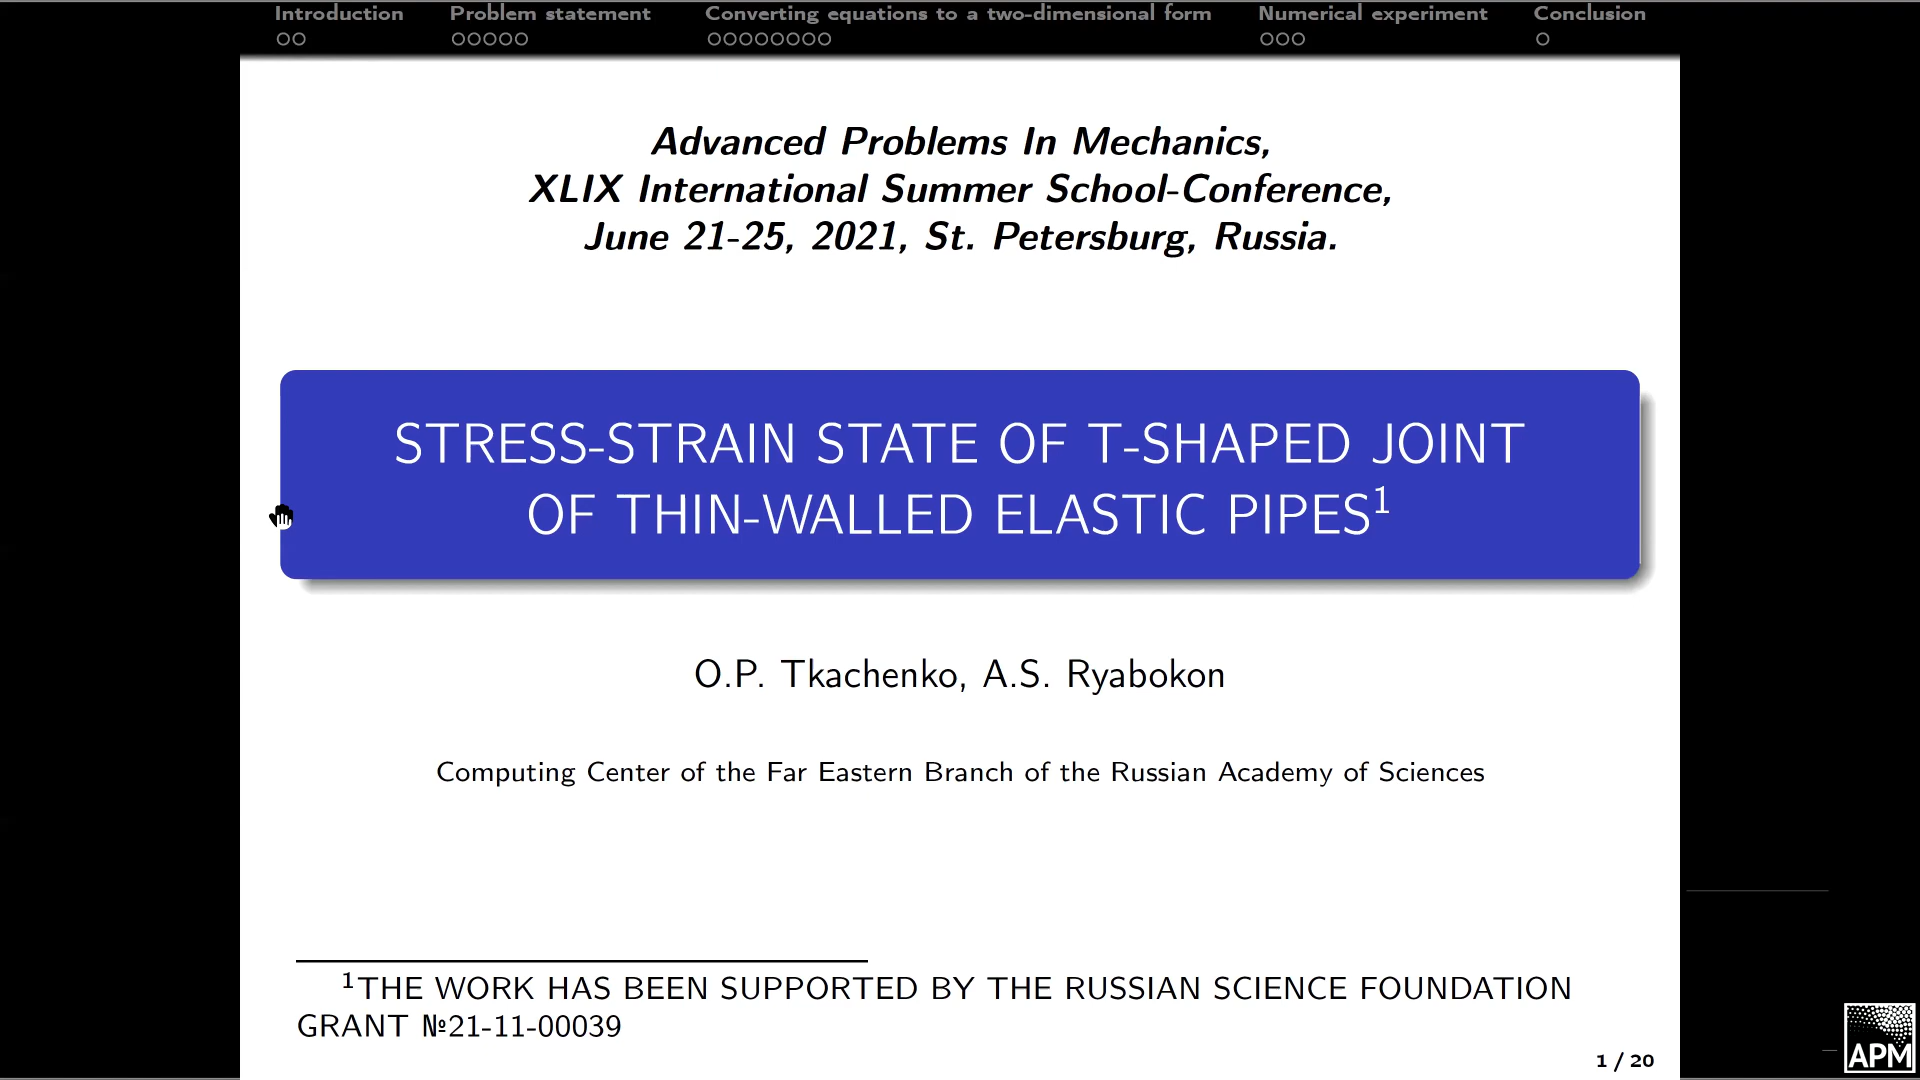 Introduction Problem statement Converting equations to a two-dimensional form Numerical experiment Conclusion
Advanced Problems In Mechanics,
XLIX International Summer School-Conference,
June 21-25, 2021, St. Petersburg, Russia.
STRESS-STRAIN STATE OF T-SHAPED JOINT
OF THIN-WALLED ELASTIC PIPES¹
O.P. Tkachenko, A.S. Ryabokon
Computing Center of the Far Eastern Branch of the Russian Academy of Sciences
¹THE WORK HAS BEEN SUPPORTED BY THE RUSSIAN SCIENCE FOUNDATION
GRANT №21-11-00039
1 / 20
APM